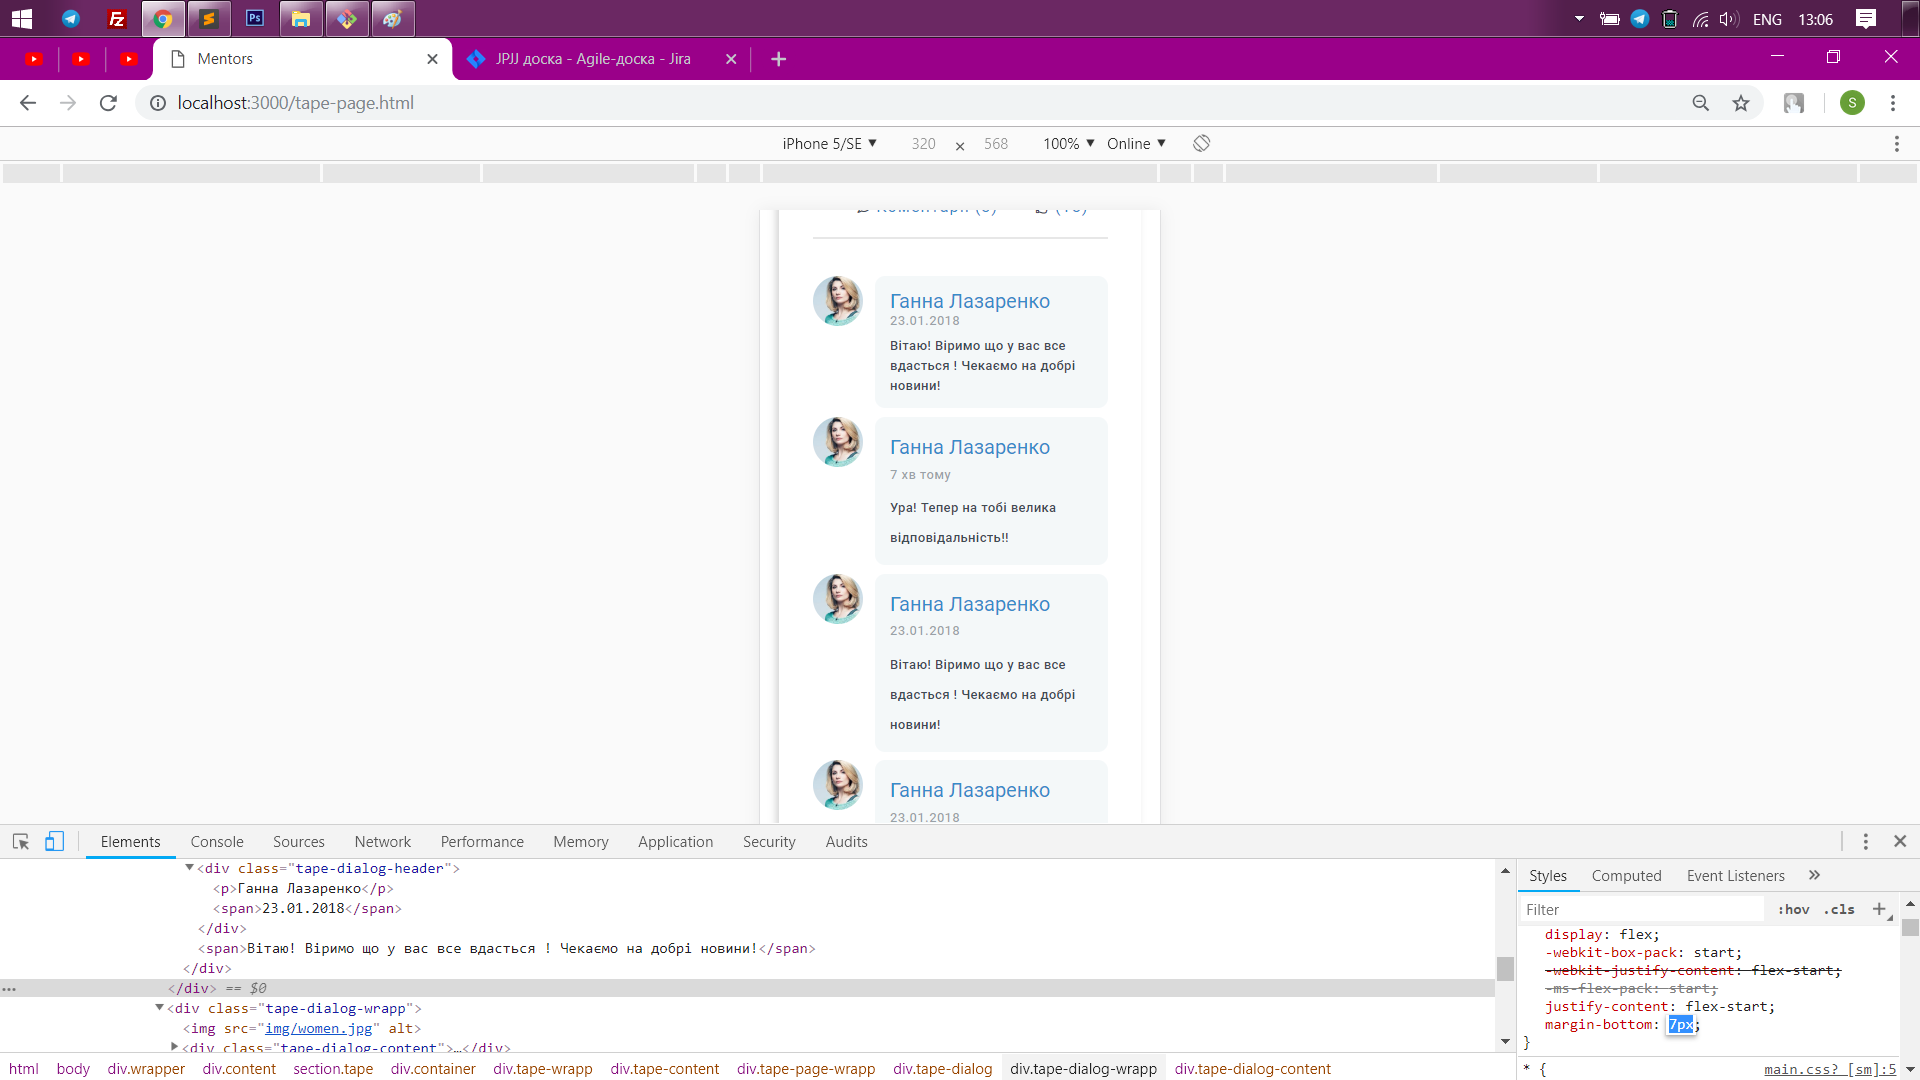 ENG 13:06
Mentors
JPJJ доска - Agile-доска - Jira
localhost:3000/tape-page.html
S
iPhone 5/SE ▼ 320 × 568 100% ▼ Online ▼
Ганна Лазаренко
23.01.2018
Вітаю! Віримо що у вас все
вдасться ! Чекаємо на добрі
новини!
Ганна Лазаренко
7 хв тому
Ура! Тепер на тобі велика
відповідальність!!
Ганна Лазаренко
23.01.2018
Вітаю! Віримо що у вас все
вдасться ! Чекаємо на добрі
новини!
Ганна Лазаренко
23.01.2018
Elements Console Sources Network Performance Memory Application Security Audits
<div class="tape-dialog-header">
<p>Ганна Лазаренко</p>
<span>23.01.2018</span>
</div>
<span>Вітаю! Віримо що у вас все вдасться ! Чекаємо на добрі новини!</span>
</div>
</div> == $0
<div class="tape-dialog-wrapp">
<img src="img/women.jpg" alt>
<div class="tape-dialog-content">…</div>
html body div.wrapper div.content section.tape div.container div.tape-wrapp div.tape-content div.tape-page-wrapp div.tape-dialog div.tape-dialog-wrapp div.tape-dialog-content
Styles Computed Event Listeners »
Filter :hov .cls +
display: flex;
-webkit-box-pack: start;
-webkit-justify-content: flex-start;
-ms-flex-pack: start;
justify-content: flex-start;
margin-bottom: 7px;
}
* { main.css? [sm]:5